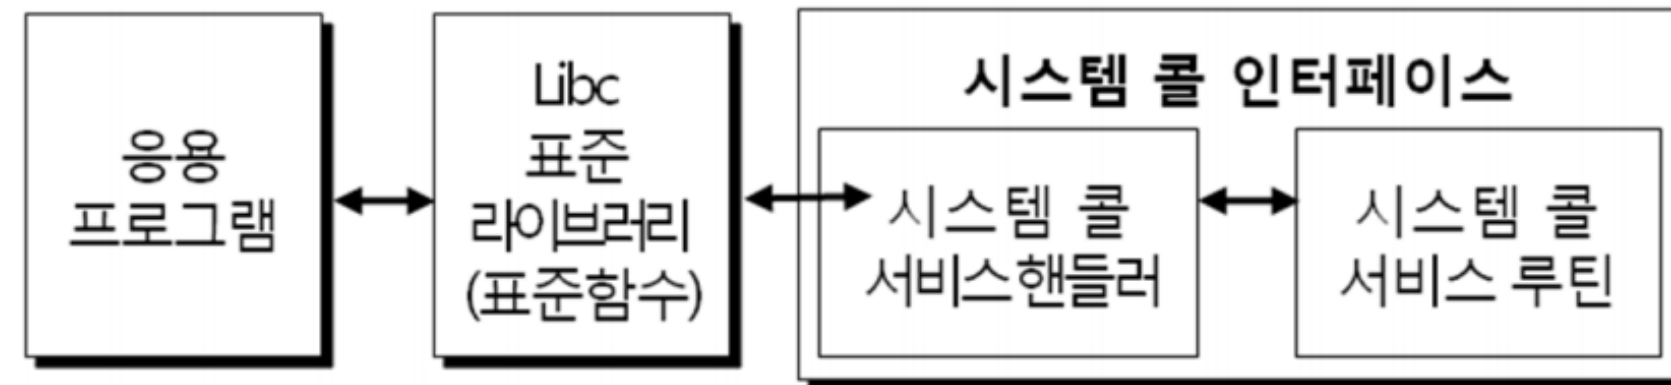 응용
프로그램
Libc
표준
라이브러리
(표준함수)
시스템 콜 인터페이스
시스템 콜
서비스핸들러
시스템 콜
서비스 루틴